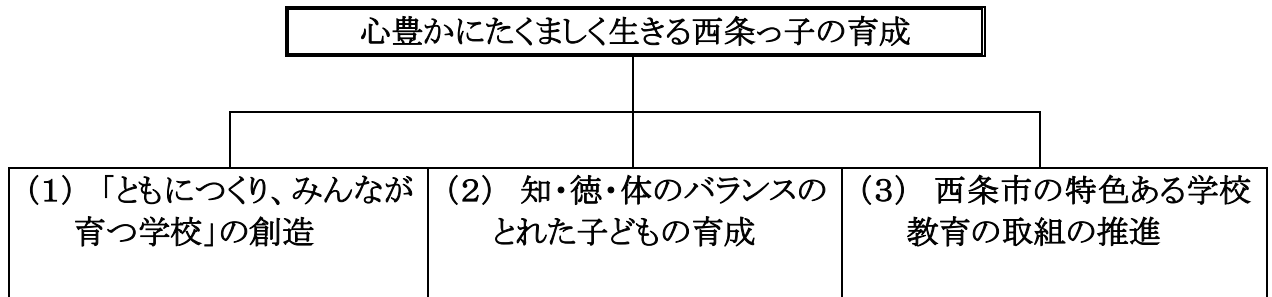 心豊かにたくましく生きる西条っ子の育成
(1) 「ともにつくり、みんなが
育つ学校」の創造
(2) 知・徳・体のバランスの
とれた子どもの育成
(3) 西条市の特色ある学校
教育の取組の推進